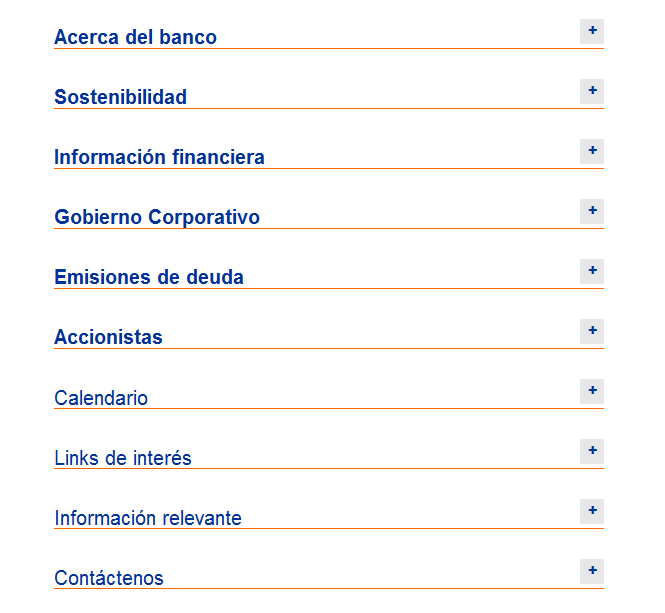 Acerca del banco +
Sostenibilidad +
Información financiera +
Gobierno Corporativo +
Emisiones de deuda +
Accionistas +
Calendario +
Links de interés +
Información relevante +
Contáctenos +